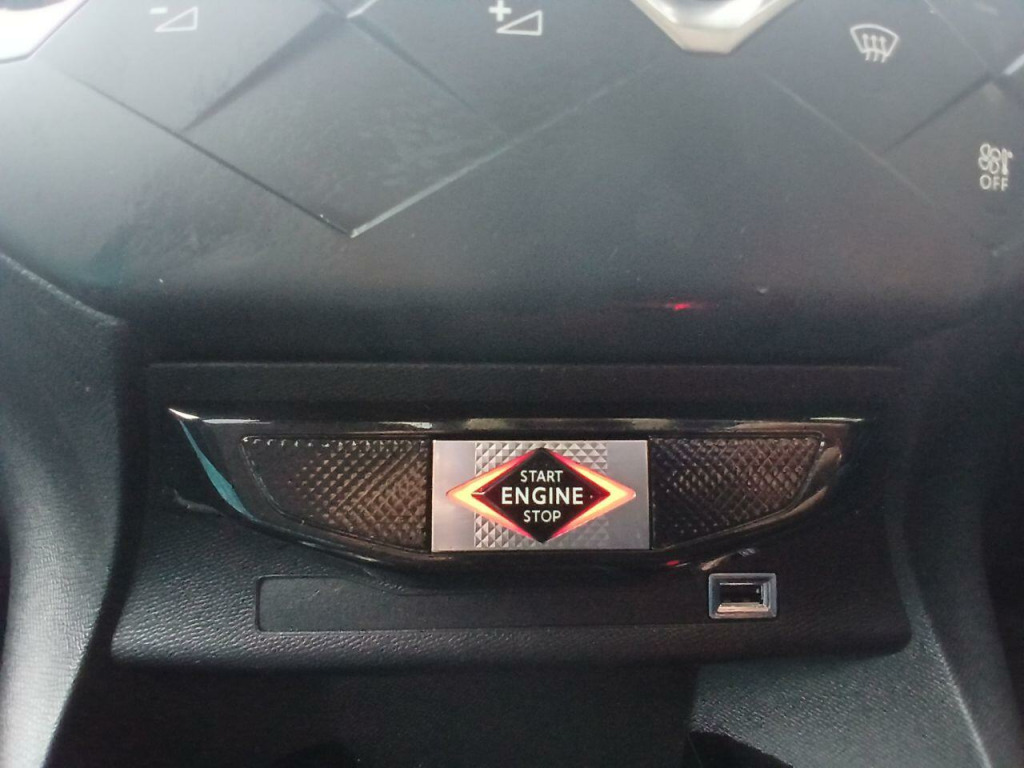 - +
OFF
START
ENGINE
STOP